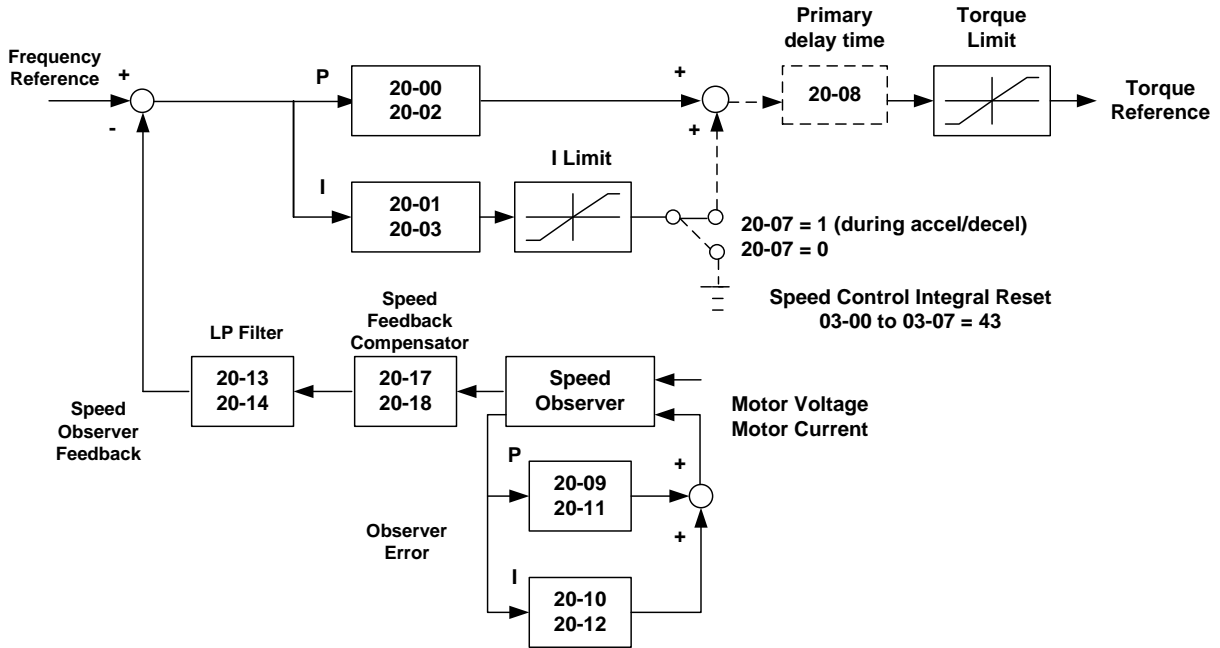 Primary
delay time
Torque
Limit
Frequency
Reference
+
-
P
20-00
20-02
+
+
20-08
Torque
Reference
I
20-01
20-03
I Limit
20-07 = 1 (during accel/decel)
20-07 = 0
Speed Control Integral Reset
03-00 to 03-07 = 43
LP Filter
20-13
20-14
Speed
Feedback
Compensator
20-17
20-18
Speed
Observer
Motor Voltage
Motor Current
Speed
Observer
Feedback
P
20-09
20-11
+
+
Observer
Error
I
20-10
20-12